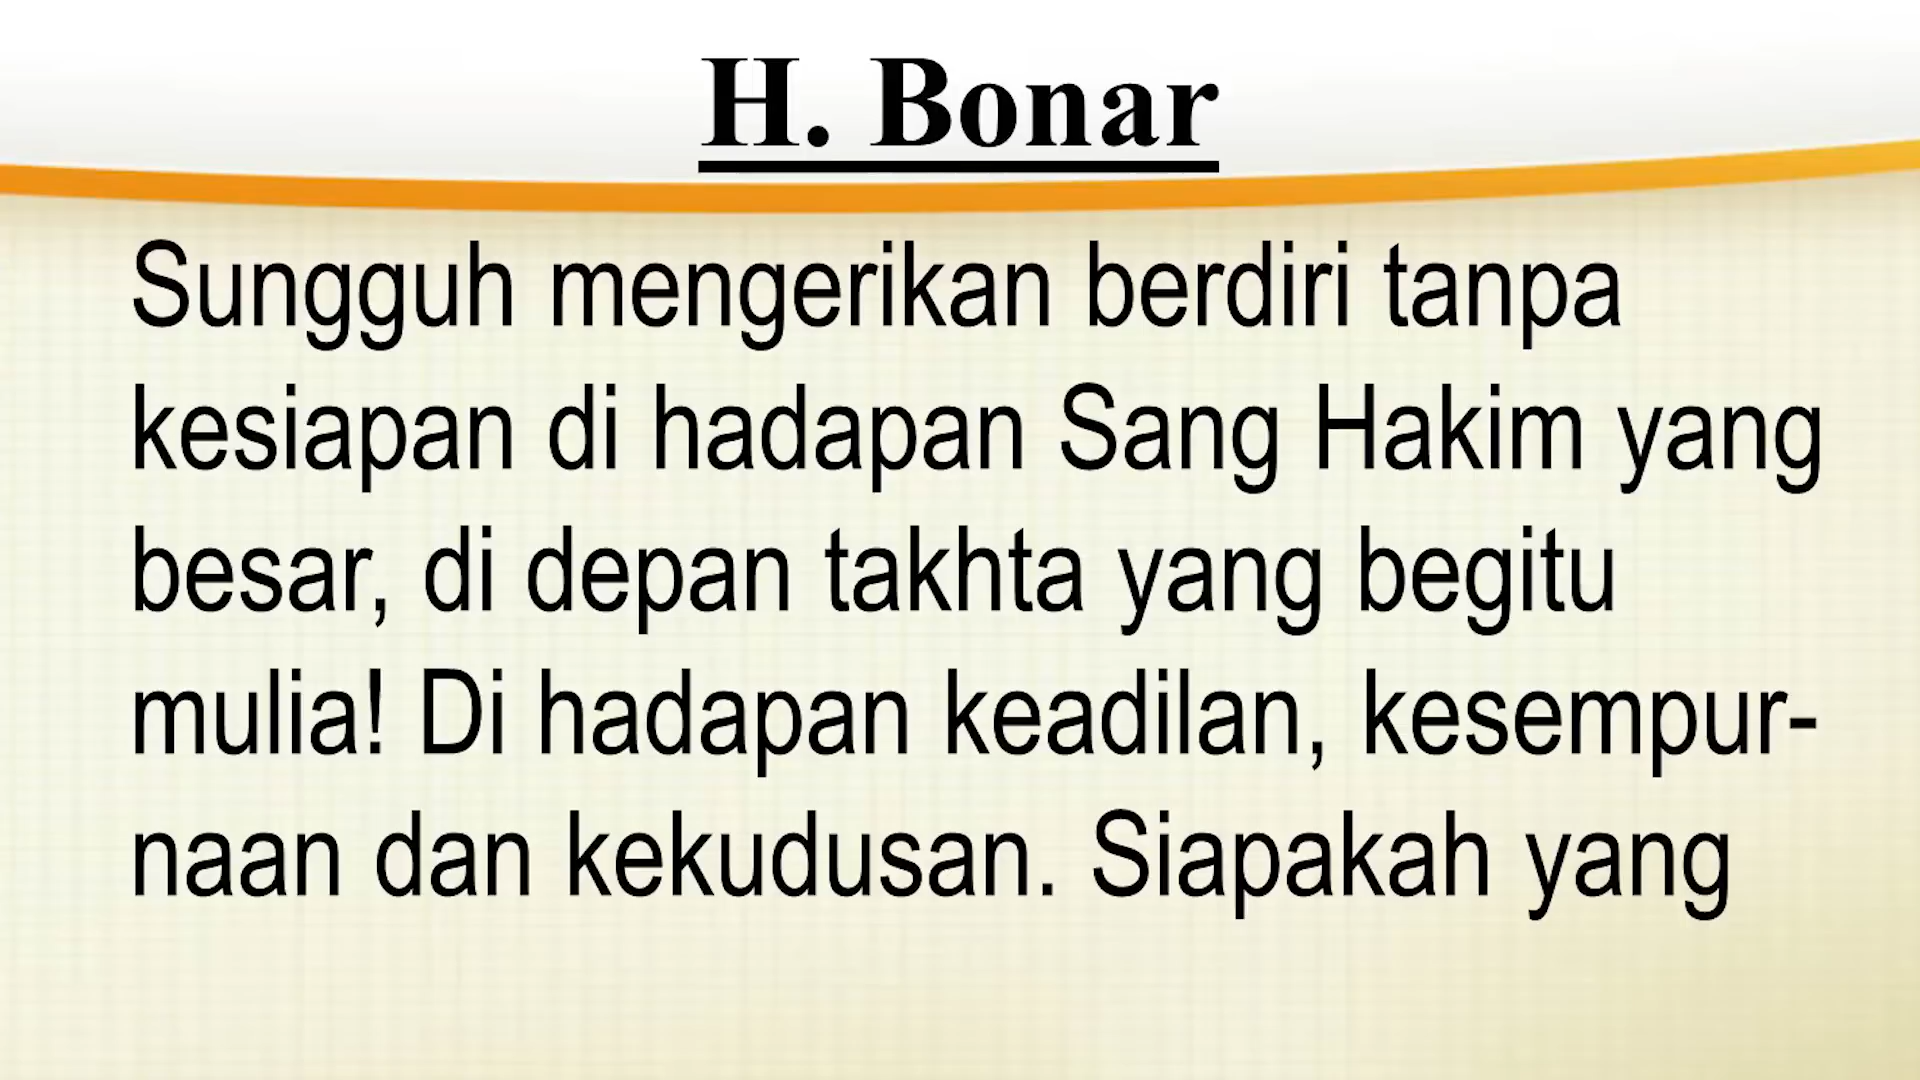 H. Bonar
Sungguh mengerikan berdiri tanpa
kesiapan di hadapan Sang Hakim yang
besar, di depan takhta yang begitu
mulia! Di hadapan keadilan, kesempur-
naan dan kekudusan. Siapakah yang